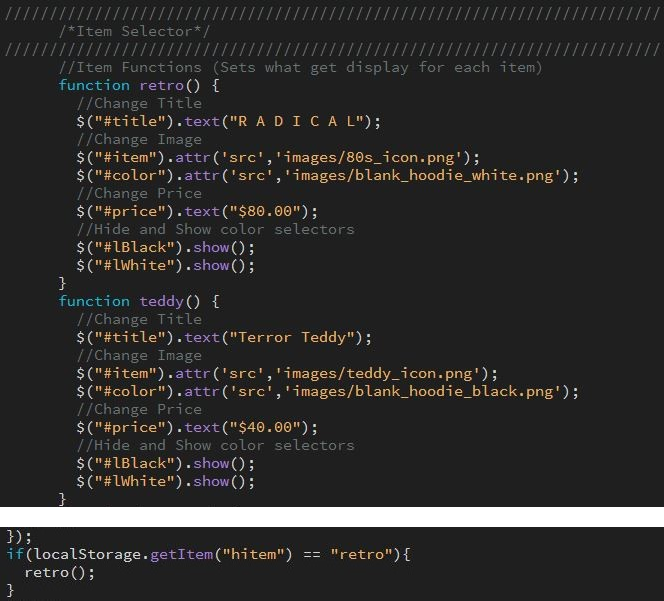 ////////////////////////////////////////////////////////////////////////////
/*Item Selector*/
////////////////////////////////////////////////////////////////////////////
//Item Functions (Sets what get display for each item)
function retro() {
//Change Title
$("#title").text("R A D I C A L");
//Change Image
$("#item").attr('src','images/80s_icon.png');
$("#color").attr('src','images/blank_hoodie_white.png');
//Change Price
$("#price").text("$80.00");
//Hide and Show color selectors
$("#lBlack").show();
$("#lWhite").show();
}
function teddy() {
//Change Title
$("#title").text("Terror Teddy");
//Change Image
$("#item").attr('src','images/teddy_icon.png');
$("#color").attr('src','images/blank_hoodie_black.png');
//Change Price
$("#price").text("$40.00");
//Hide and Show color selectors
$("#lBlack").show();
$("#lWhite").show();
}
});
if(localStorage.getItem("hitem") == "retro"){
retro();
}